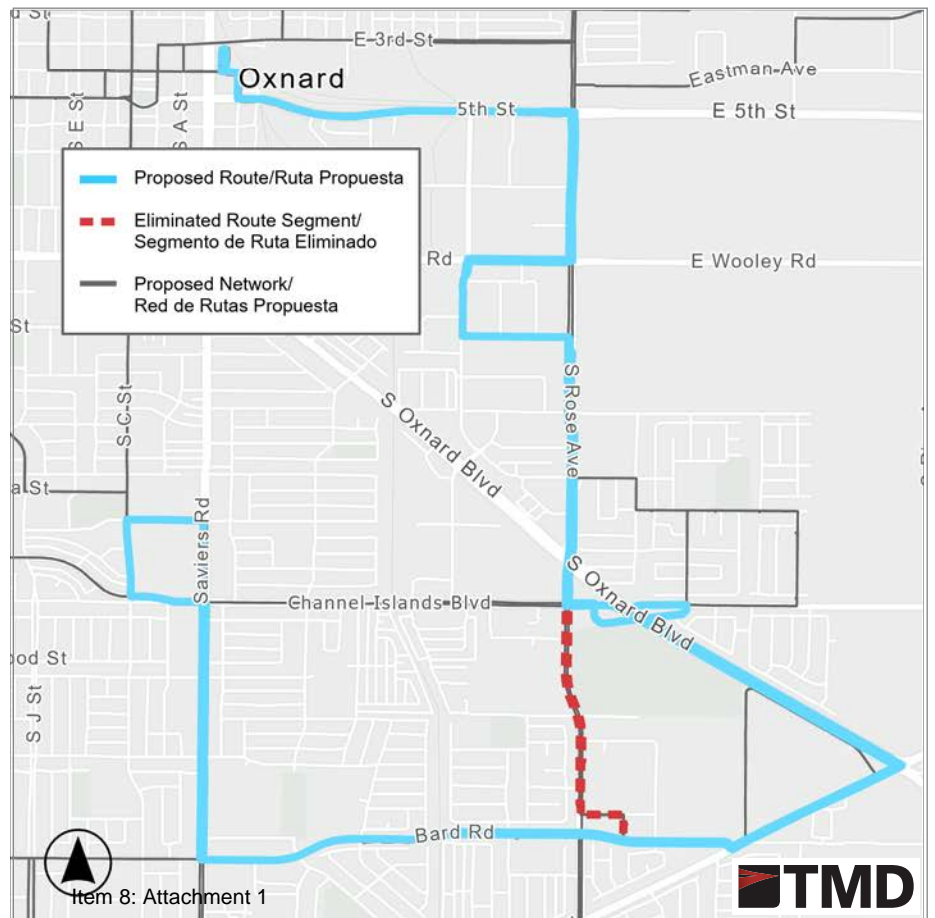 d St
E 3rd St
Oxnard
Eastman Ave
S E St
S A St
5th St
E 5th St
Proposed Route/Ruta Propuesta
Eliminated Route Segment/
Segmento de Ruta Eliminado
Rd
E Wooley Rd
Proposed Network/
Red de Rutas Propuesta
St
S C St
S Oxnard Blvd
S Rose Ave
a St
Saviers Rd
S Oxnard Blvd
Channel Islands Blvd
ood St
S J St
Bard Rd
Item 8: Attachment 1
TMD